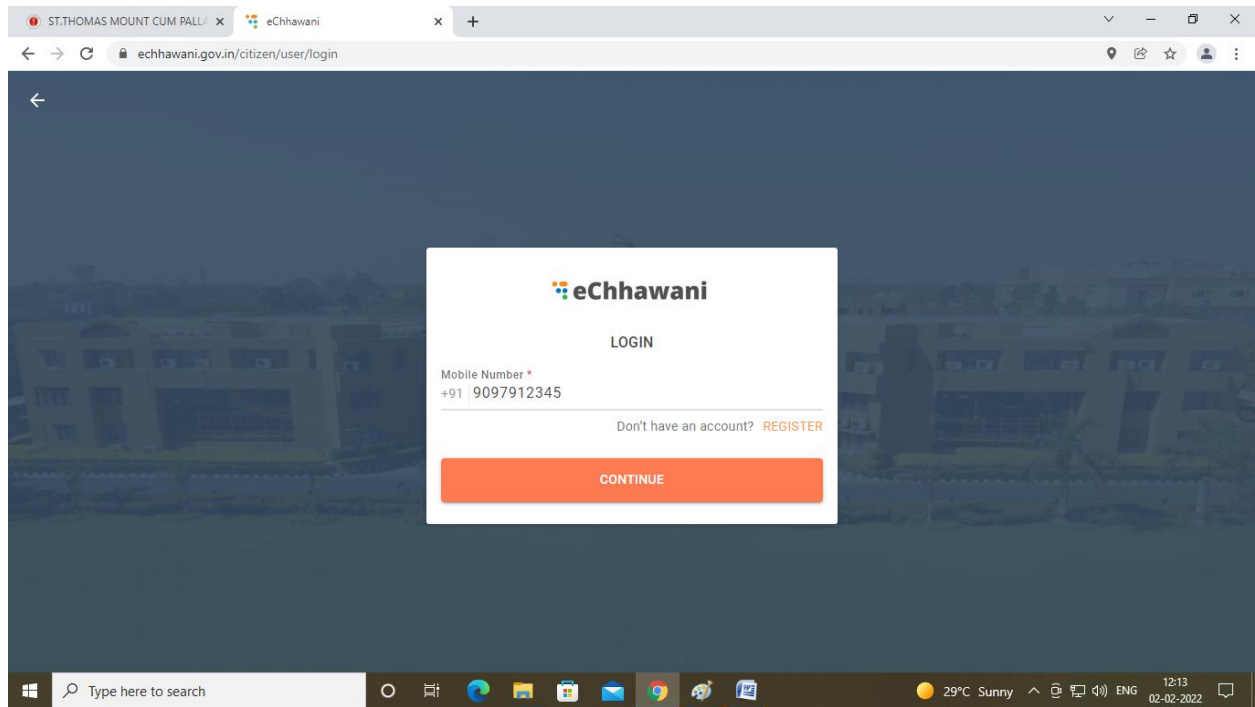 ST.THOMAS MOUNT CUM PALLA
eChhawani
echhawani.gov.in/citizen/user/login
eChhawani
LOGIN
Mobile Number *
+91 9097912345
Don't have an account? REGISTER
CONTINUE
Type here to search
29°C Sunny
ENG
12:13
02-02-2022